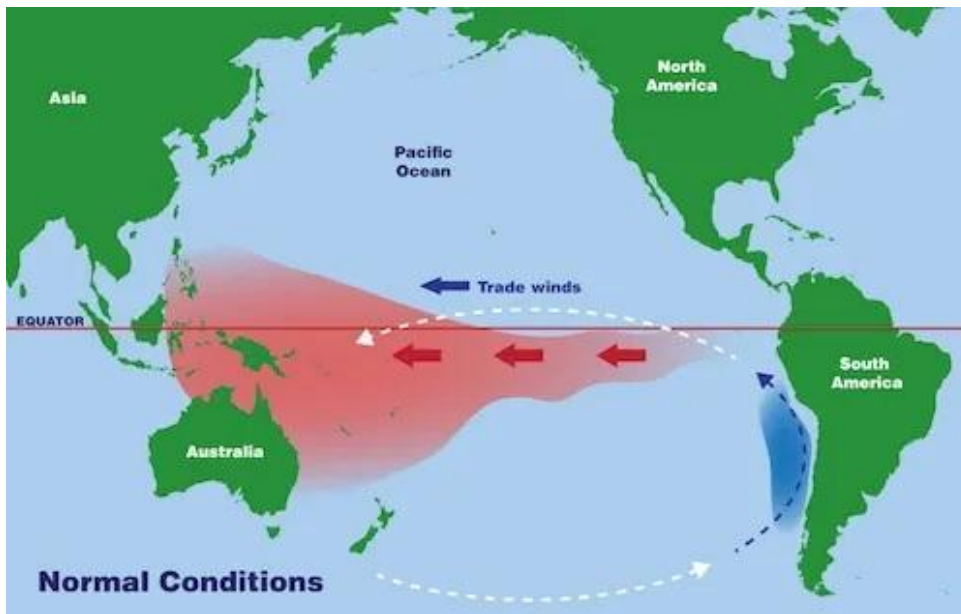 Asia
North
America
Pacific
Ocean
Trade winds
EQUATOR
South
America
Australia
Normal Conditions